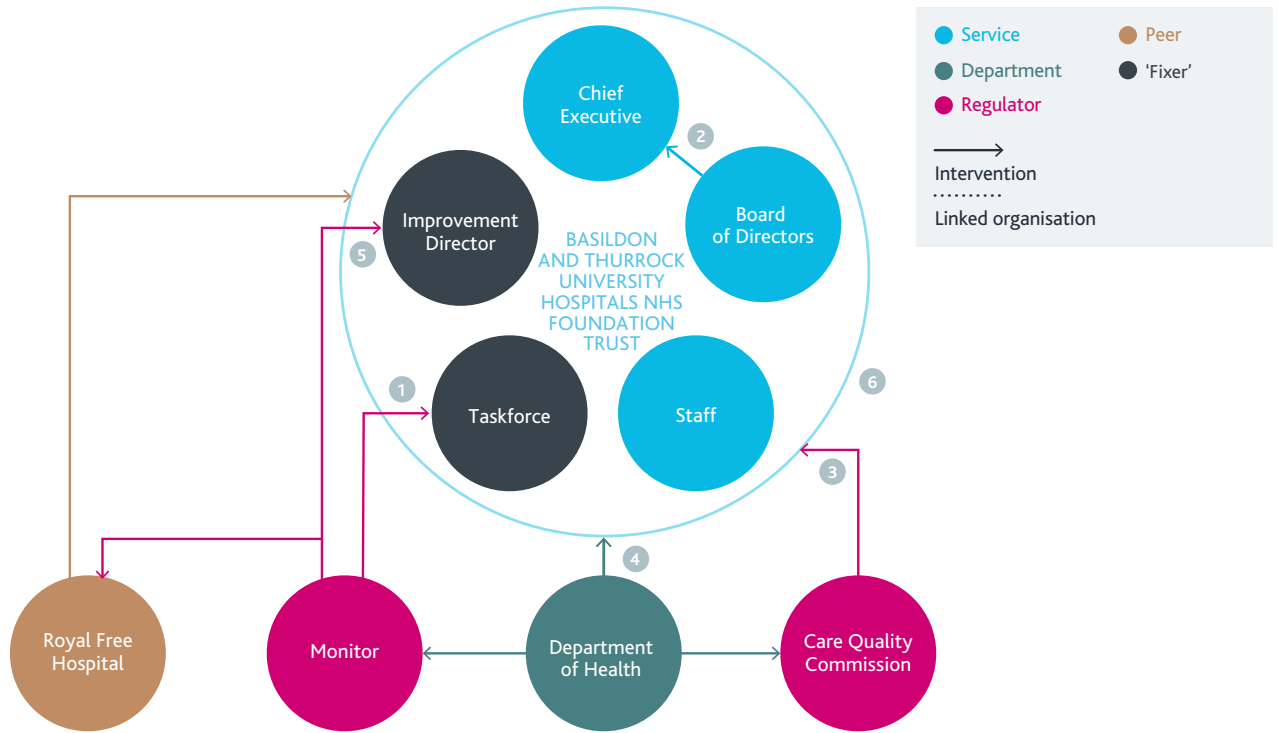 Chief
Executive
2
Improvement
Director
Board
of Directors
5
BASILDON
AND THURROCK
UNIVERSITY
HOSPITALS NHS
FOUNDATION
TRUST
1
Taskforce
Staff
6
3
4
Royal Free
Hospital
Monitor
Department
of Health
Care Quality
Commission
Service
Peer
Department
'Fixer'
Regulator
Intervention
Linked organisation